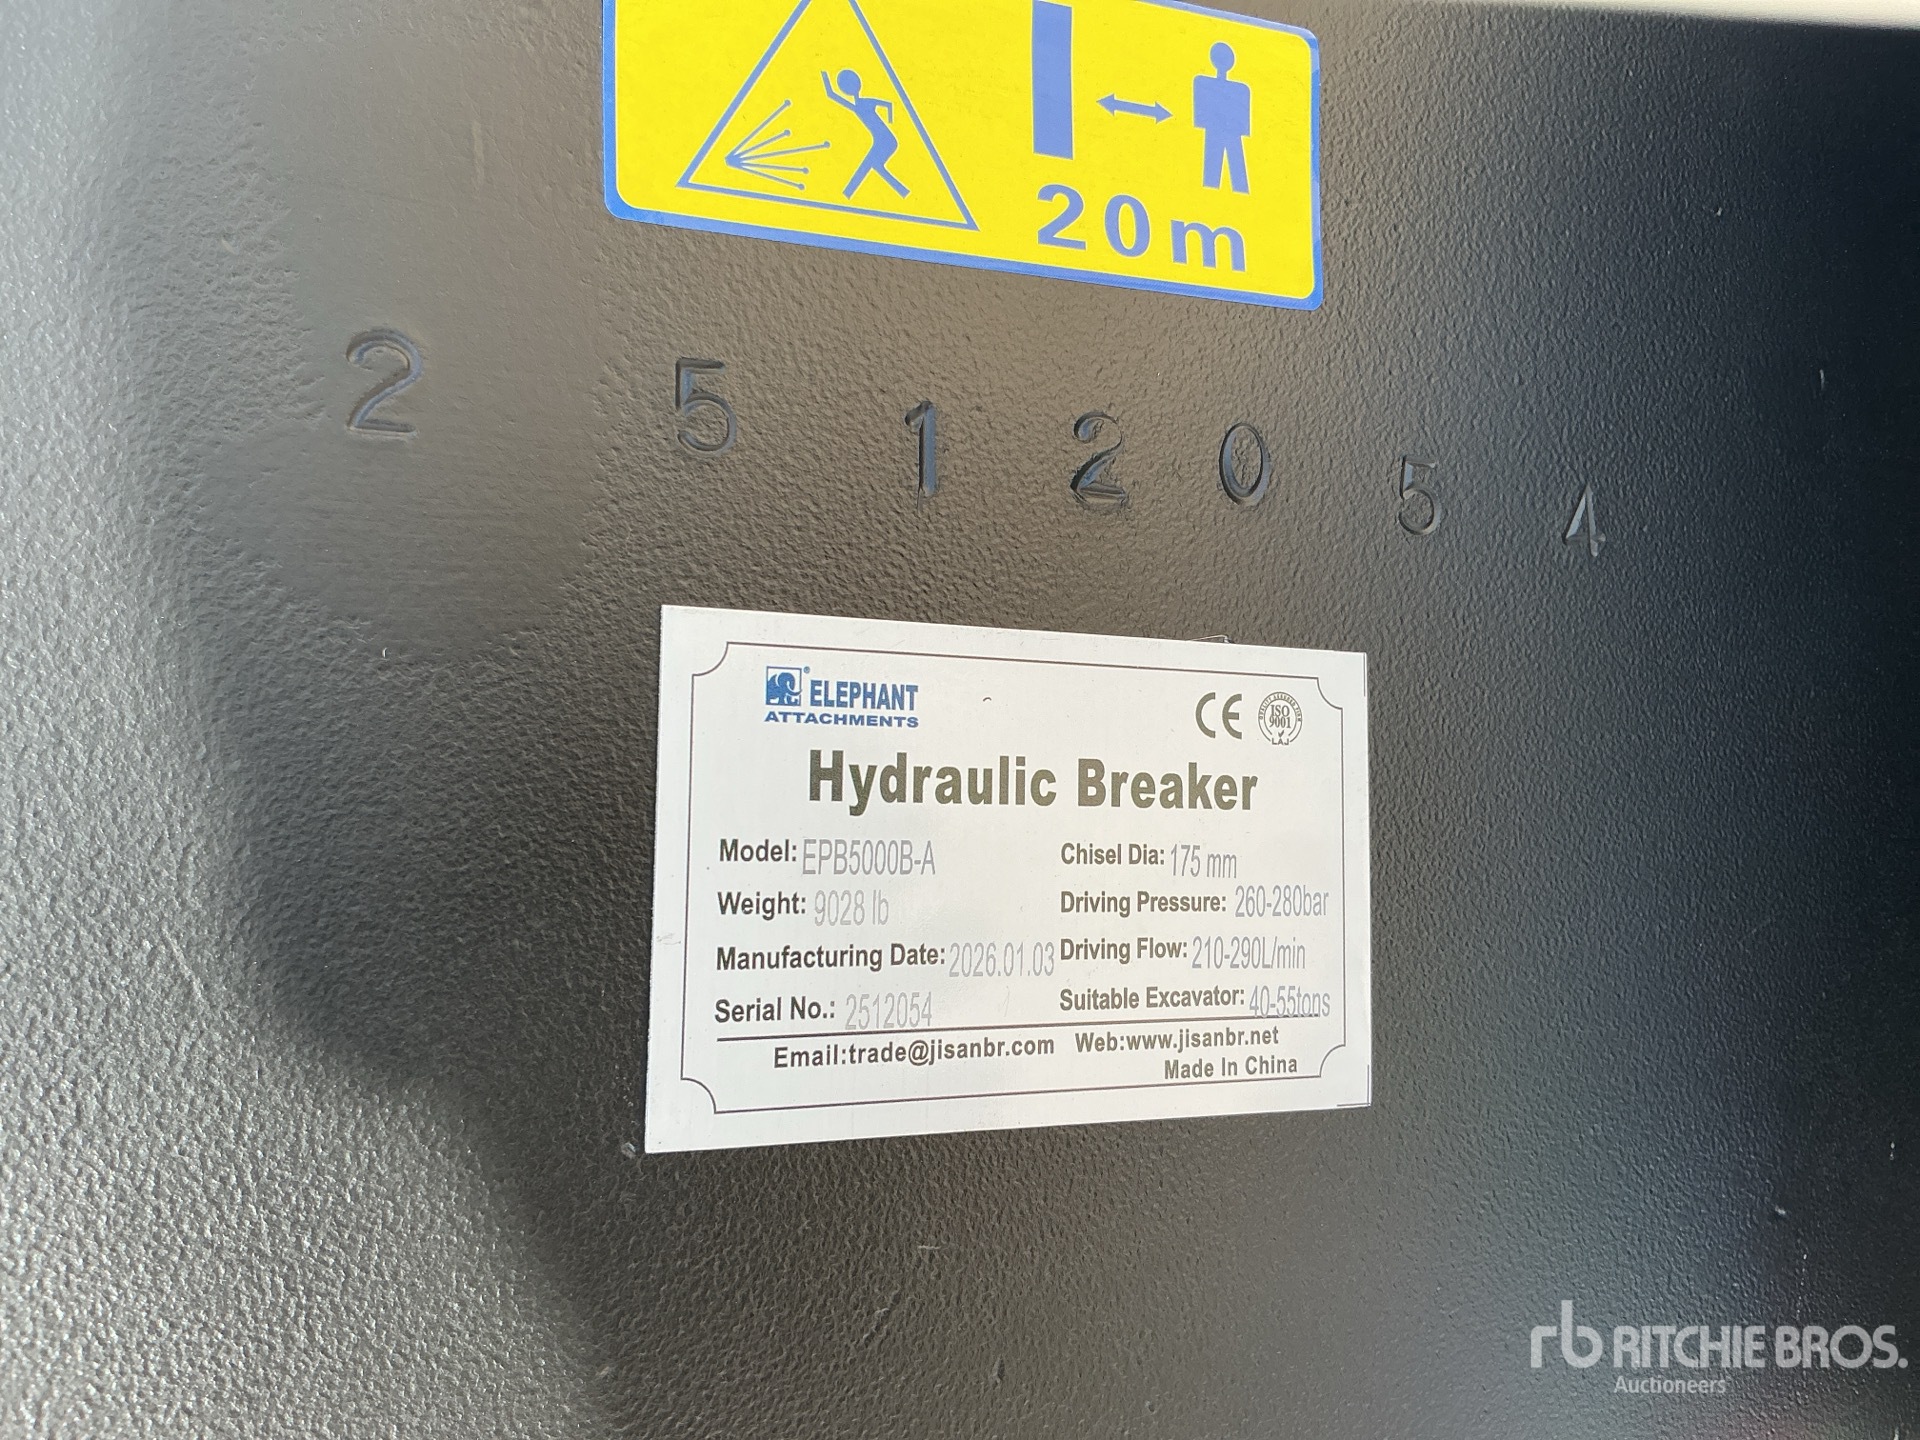 20m
2512054
ELEPHANT®
ATTACHMENTS
CE
ISO
9001
LAJ
Hydraulic Breaker
Model: EPB5000B-A
Chisel Dia: 175 mm
Weight: 9028 lb
Driving Pressure: 260-280bar
Manufacturing Date: 2026.01.03
Driving Flow: 210-290L/min
Serial No.: 2512054
Suitable Excavator: 40-55tons
Email:trade@jisanbr.com Web:www.jisanbr.net
Made In China
rb RITCHIE BROS.
Auctioneers